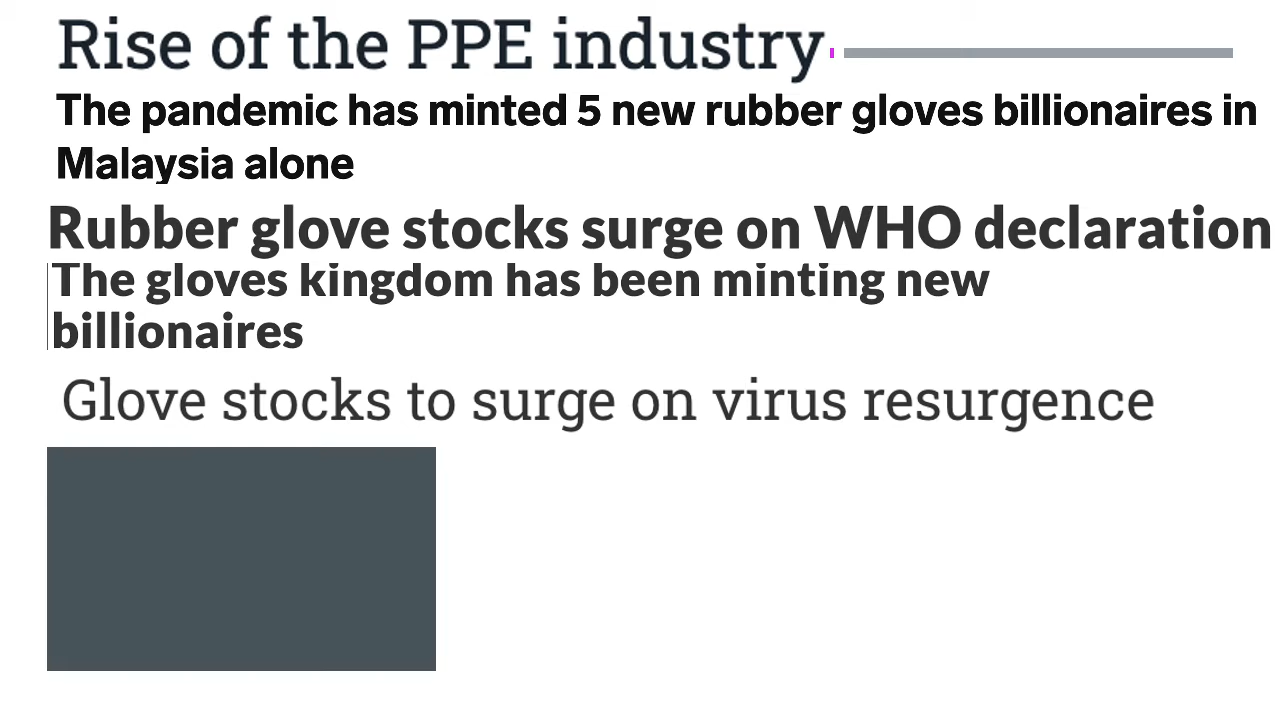 Rise of the PPE industry
The pandemic has minted 5 new rubber gloves billionaires in
Malaysia alone
Rubber glove stocks surge on WHO declaration
The gloves kingdom has been minting new
billionaires
Glove stocks to surge on virus resurgence